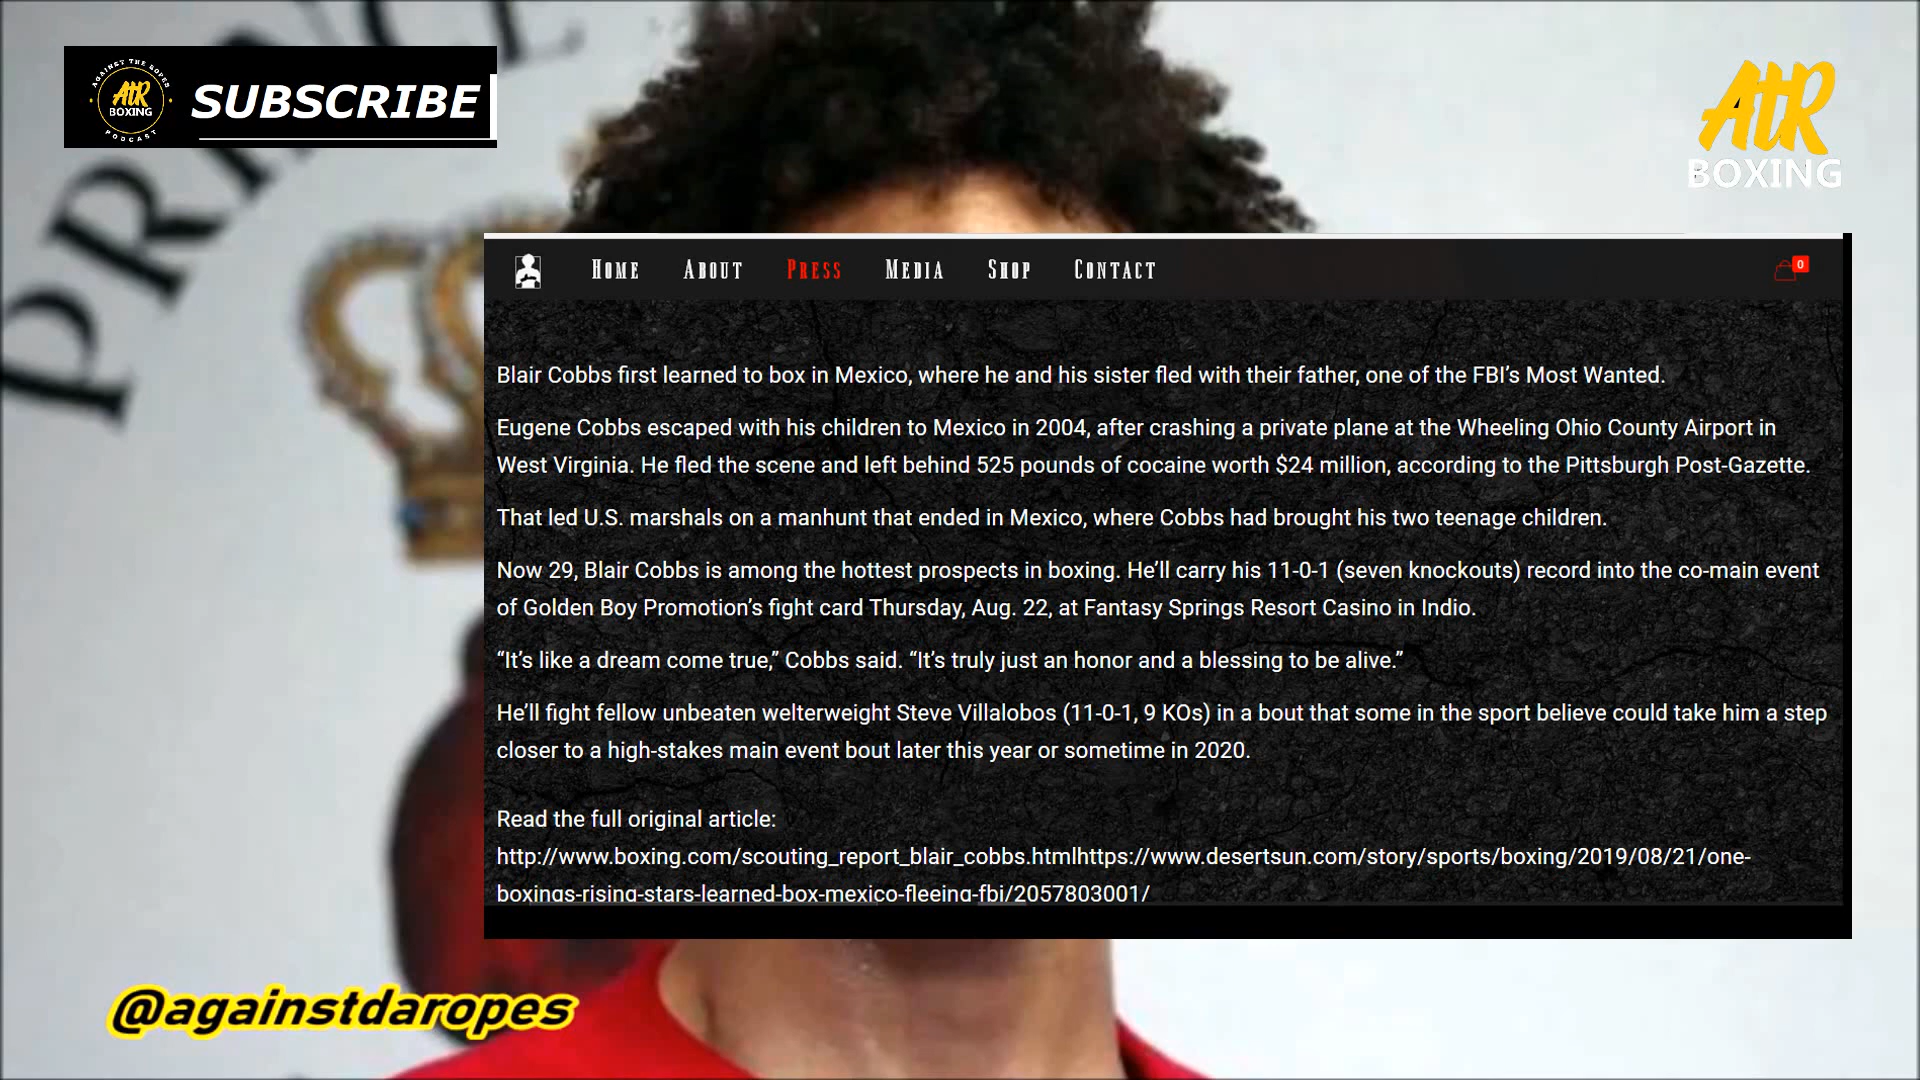 PRINCE
AGAINST THE ROPES
AtR
BOXING
PODCAST
SUBSCRIBE
AtR
BOXING
Home About Press Media Shop Contact
0
Blair Cobbs first learned to box in Mexico, where he and his sister fled with their father, one of the FBI’s Most Wanted.
Eugene Cobbs escaped with his children to Mexico in 2004, after crashing a private plane at the Wheeling Ohio County Airport in
West Virginia. He fled the scene and left behind 525 pounds of cocaine worth $24 million, according to the Pittsburgh Post-Gazette.
That led U.S. marshals on a manhunt that ended in Mexico, where Cobbs had brought his two teenage children.
Now 29, Blair Cobbs is among the hottest prospects in boxing. He’ll carry his 11-0-1 (seven knockouts) record into the co-main event
of Golden Boy Promotion’s fight card Thursday, Aug. 22, at Fantasy Springs Resort Casino in Indio.
“It’s like a dream come true,” Cobbs said. “It’s truly just an honor and a blessing to be alive.”
He’ll fight fellow unbeaten welterweight Steve Villalobos (11-0-1, 9 KOs) in a bout that some in the sport believe could take him a step
closer to a high-stakes main event bout later this year or sometime in 2020.
Read the full original article:
http://www.boxing.com/scouting_report_blair_cobbs.htmlhttps://www.desertsun.com/story/sports/boxing/2019/08/21/one-
boxings-rising-stars-learned-box-mexico-fleeing-fbi/2057803001/
@againstdaropes